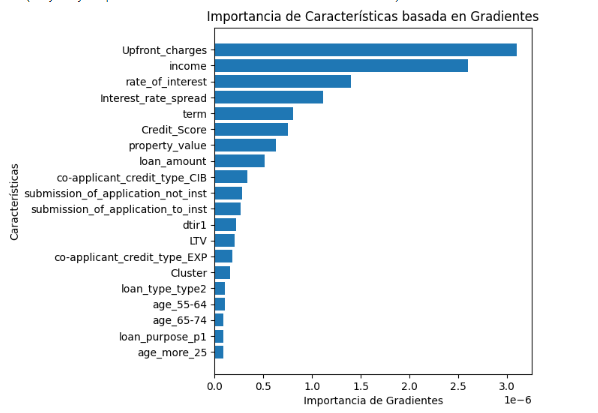 Importancia de Características basada en Gradientes
Características
Upfront_charges
income
rate_of_interest
Interest_rate_spread
term
Credit_Score
property_value
loan_amount
co-applicant_credit_type_CIB
submission_of_application_not_inst
submission_of_application_to_inst
dtir1
LTV
co-applicant_credit_type_EXP
Cluster
loan_type_type2
age_55-64
age_65-74
loan_purpose_p1
age_more_25
0.0 0.5 1.0 1.5 2.0 2.5 3.0
1e−6
Importancia de Gradientes